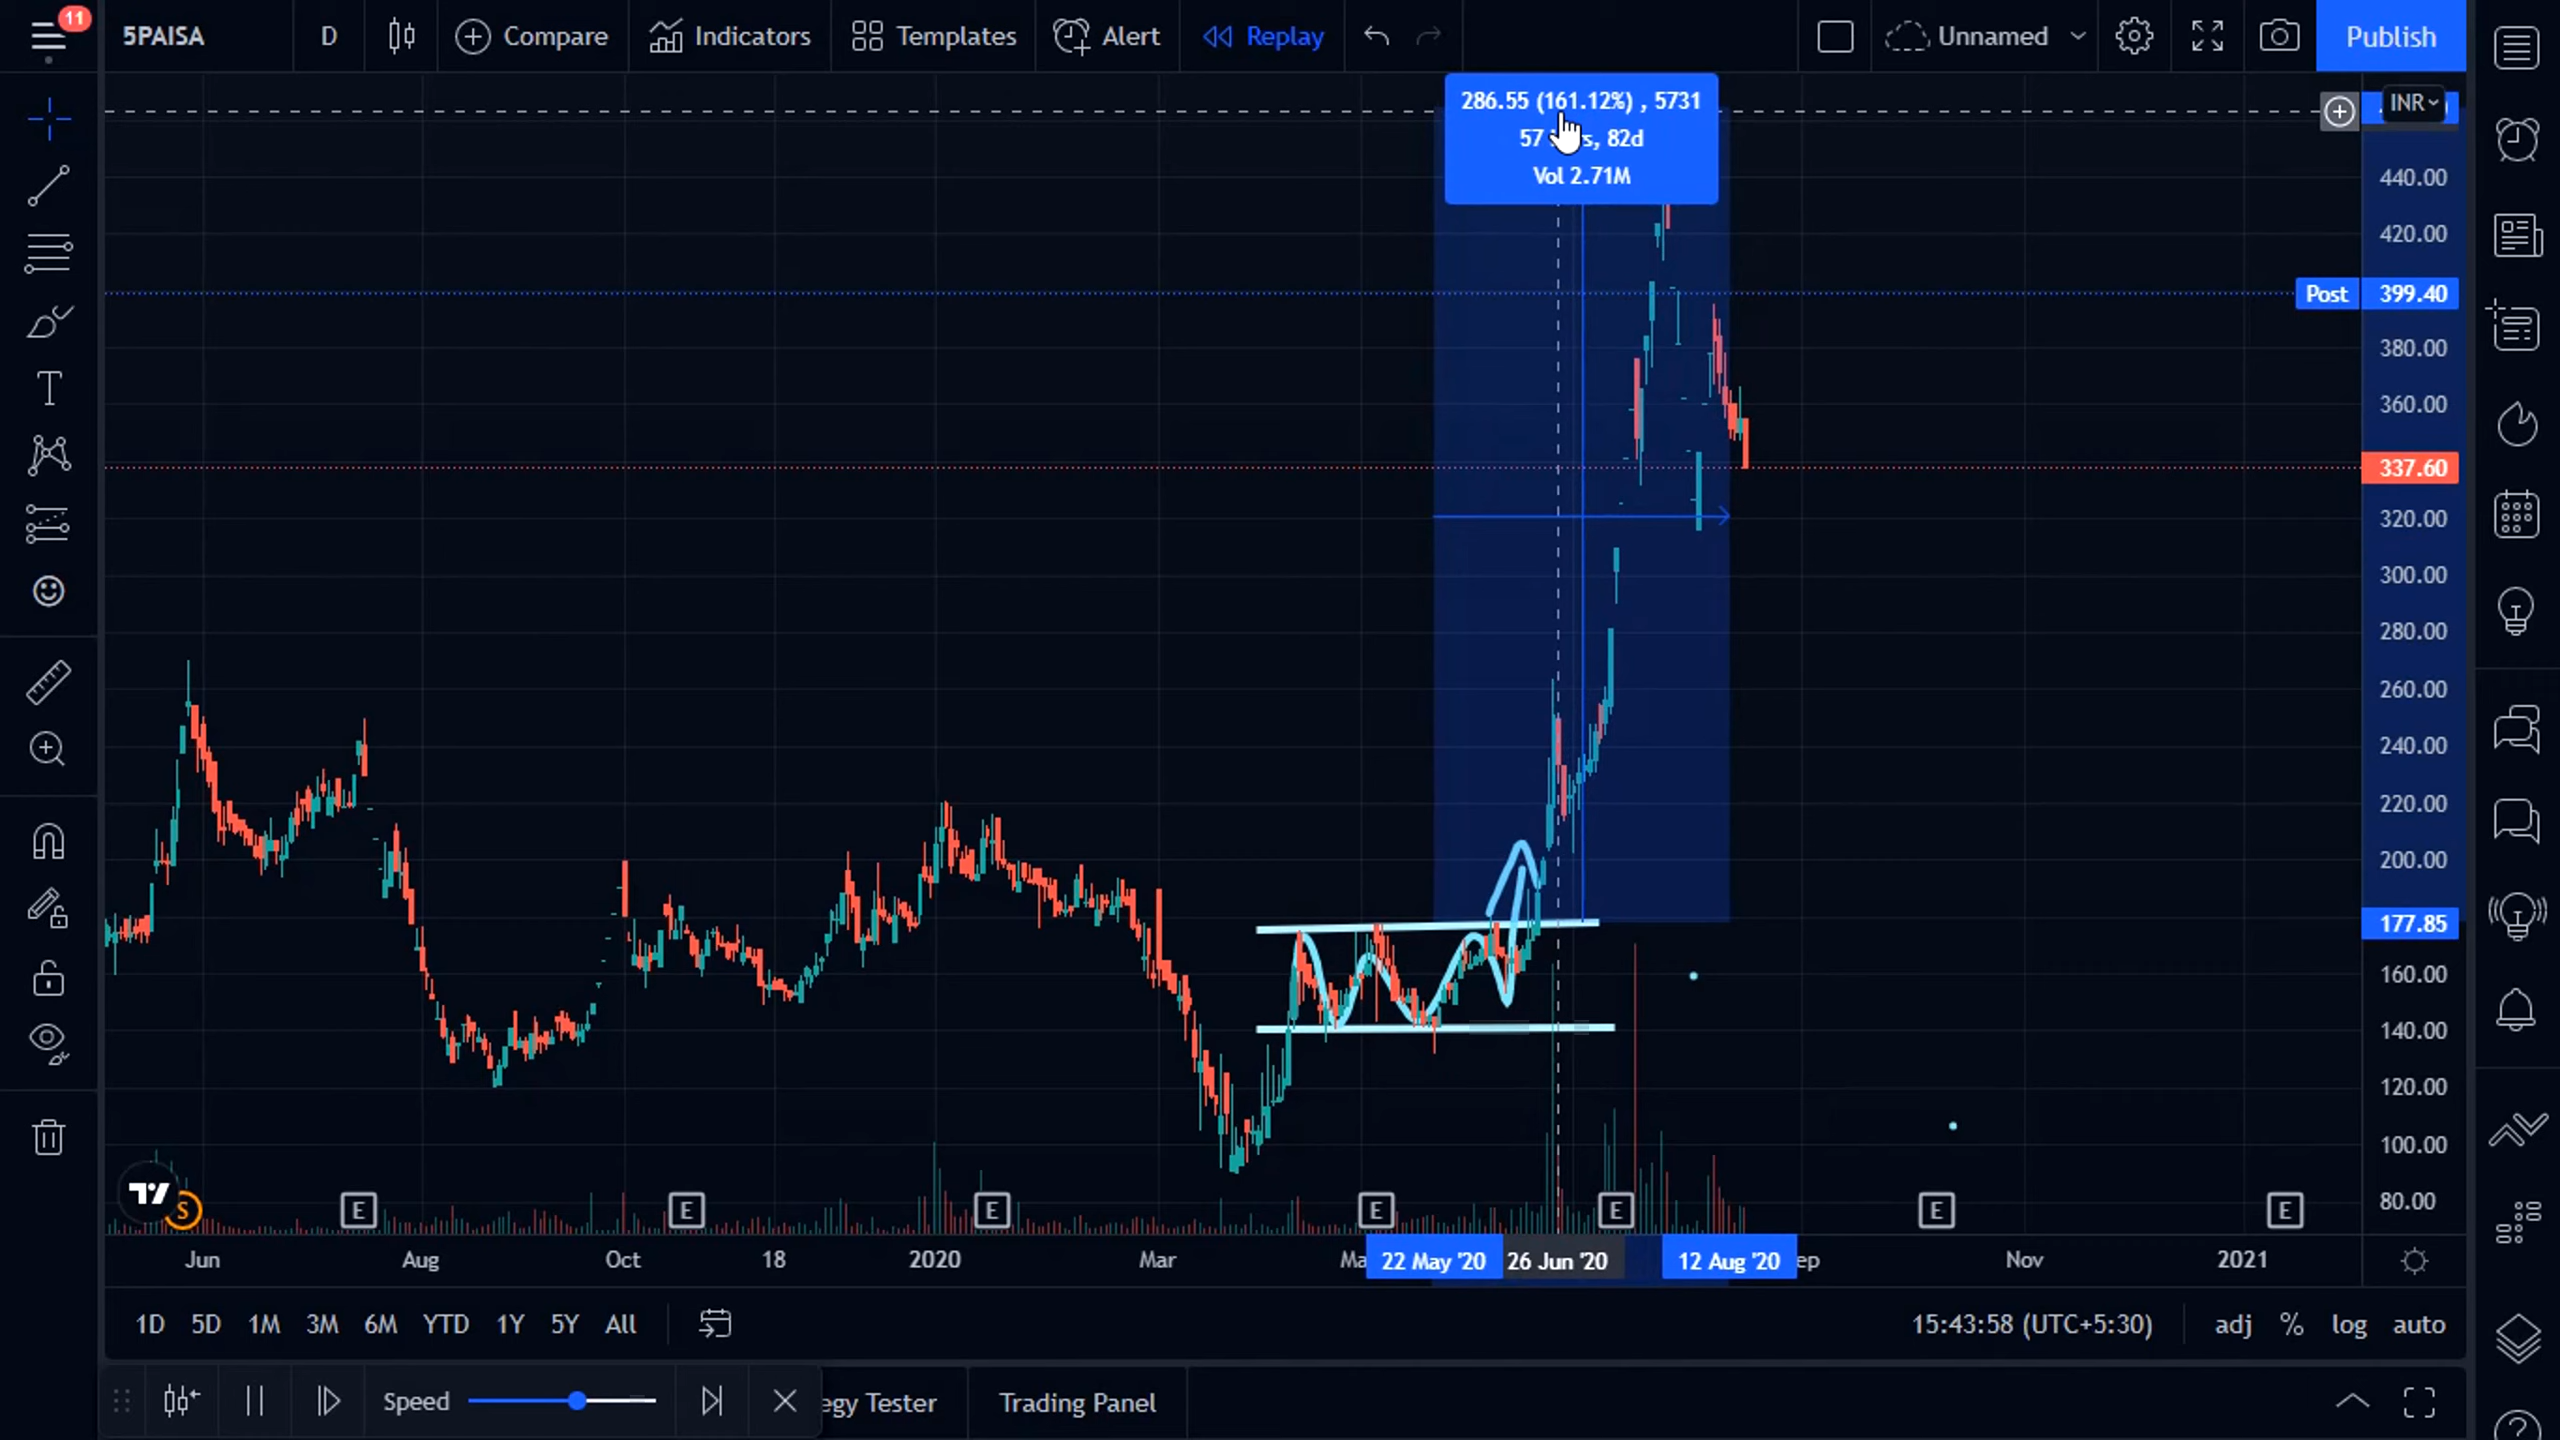 11
5PAISA D Compare Indicators Templates Alert Replay Unnamed Publish
286.55 (161.12%) , 5731
57 , 82d
Vol 2.71M
INR
440.00
420.00
Post 399.40
380.00
360.00
337.60
320.00
300.00
280.00
260.00
240.00
220.00
200.00
177.85
160.00
140.00
120.00
100.00
80.00
S E E E E E E E
Jun Aug Oct 18 2020 Mar Ma 22 May '20 26 Jun '20 12 Aug '20 ep Nov 2021
1D 5D 1M 3M 6M YTD 1Y 5Y All 15:43:58 (UTC+5:30) adj % log auto
Speed egy Tester Trading Panel